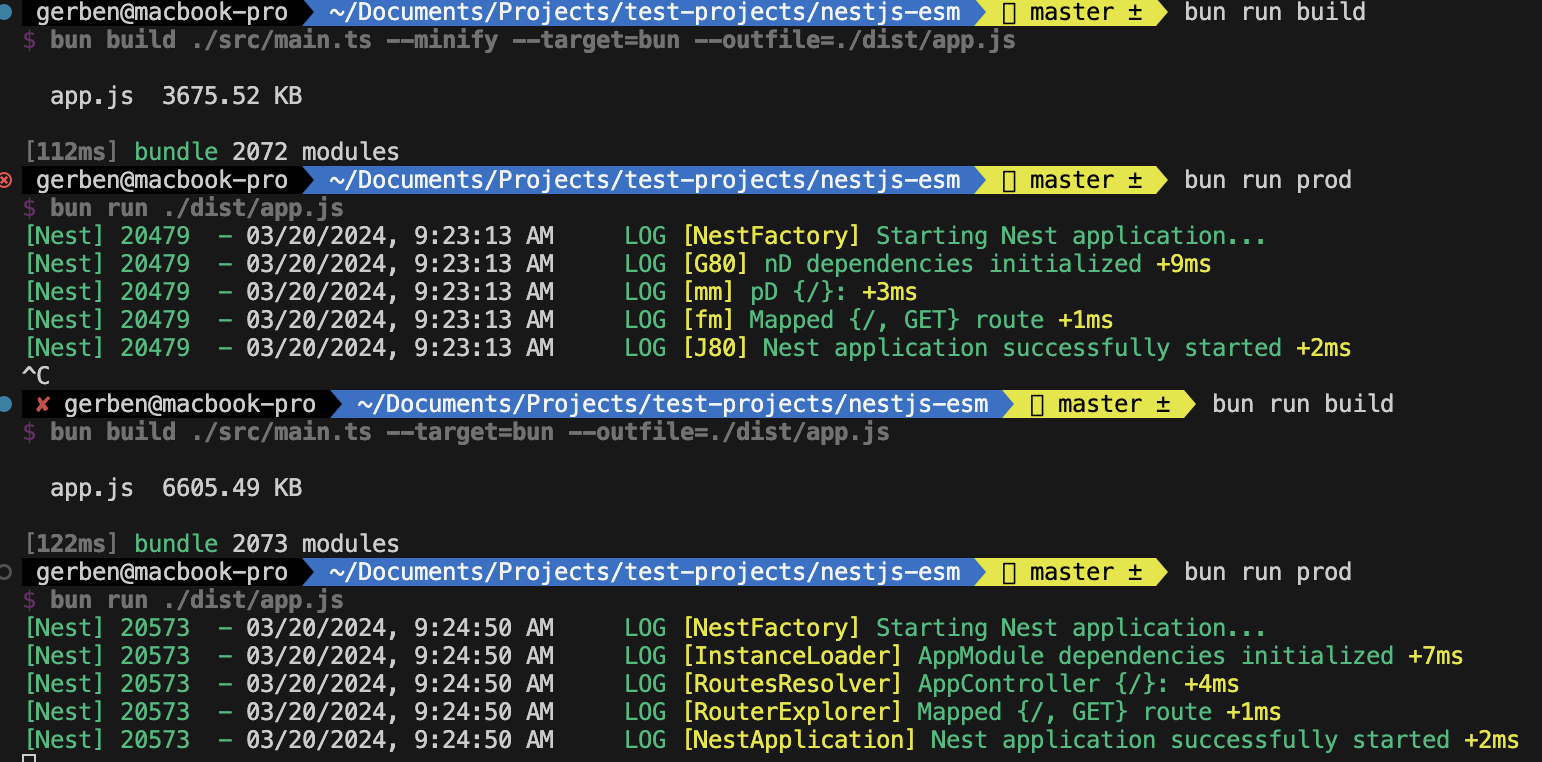 gerben@macbook-pro ~/Documents/Projects/test-projects/nestjs-esm master ± bun run build
$ bun build ./src/main.ts --minify --target=bun --outfile=./dist/app.js
app.js 3675.52 KB
[112ms] bundle 2072 modules
gerben@macbook-pro ~/Documents/Projects/test-projects/nestjs-esm master ± bun run prod
$ bun run ./dist/app.js
[Nest] 20479 - 03/20/2024, 9:23:13 AM LOG [NestFactory] Starting Nest application...
[Nest] 20479 - 03/20/2024, 9:23:13 AM LOG [G80] nD dependencies initialized +9ms
[Nest] 20479 - 03/20/2024, 9:23:13 AM LOG [mm] pD {/}: +3ms
[Nest] 20479 - 03/20/2024, 9:23:13 AM LOG [fm] Mapped {/, GET} route +1ms
[Nest] 20479 - 03/20/2024, 9:23:13 AM LOG [J80] Nest application successfully started +2ms
^C
✘ gerben@macbook-pro ~/Documents/Projects/test-projects/nestjs-esm master ± bun run build
$ bun build ./src/main.ts --target=bun --outfile=./dist/app.js
app.js 6605.49 KB
[122ms] bundle 2073 modules
gerben@macbook-pro ~/Documents/Projects/test-projects/nestjs-esm master ± bun run prod
$ bun run ./dist/app.js
[Nest] 20573 - 03/20/2024, 9:24:50 AM LOG [NestFactory] Starting Nest application...
[Nest] 20573 - 03/20/2024, 9:24:50 AM LOG [InstanceLoader] AppModule dependencies initialized +7ms
[Nest] 20573 - 03/20/2024, 9:24:50 AM LOG [RoutesResolver] AppController {/}: +4ms
[Nest] 20573 - 03/20/2024, 9:24:50 AM LOG [RouterExplorer] Mapped {/, GET} route +1ms
[Nest] 20573 - 03/20/2024, 9:24:50 AM LOG [NestApplication] Nest application successfully started +2ms